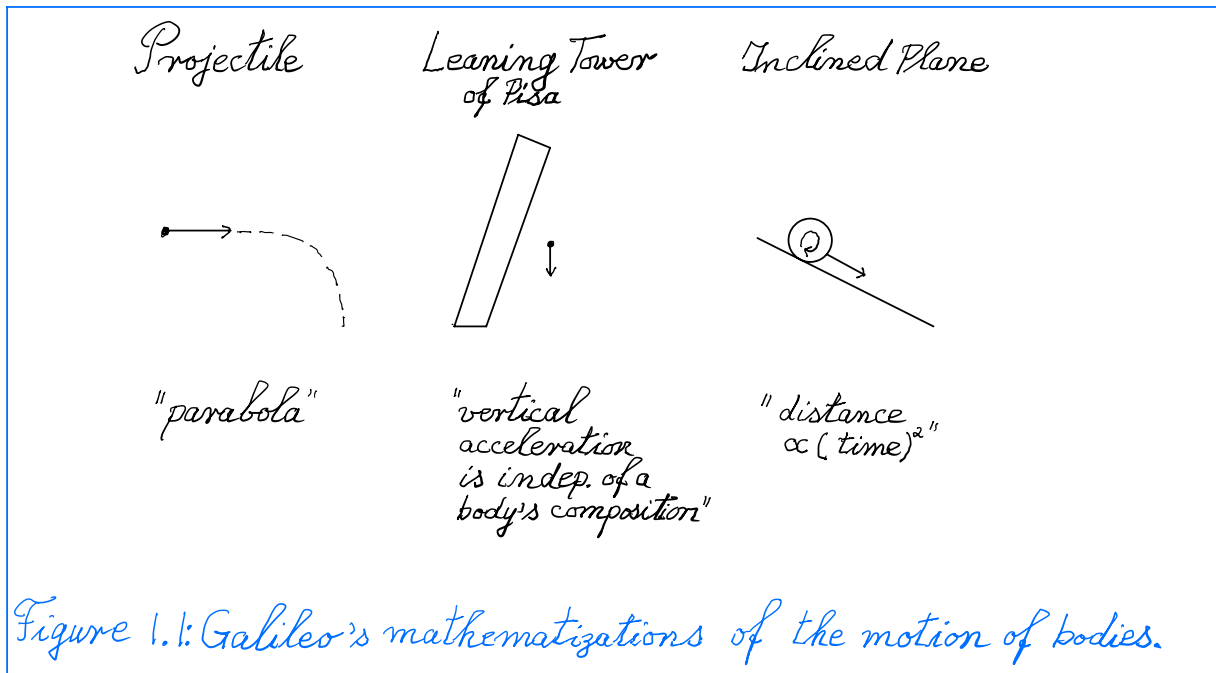 Projectile
Leaning Tower
of Pisa
Inclined Plane
"parabola"
"vertical
acceleration
is indep. of a
body's composition"
"distance
∝ (time)²"
Figure 1.1: Galileo's mathematizations of the motion of bodies.